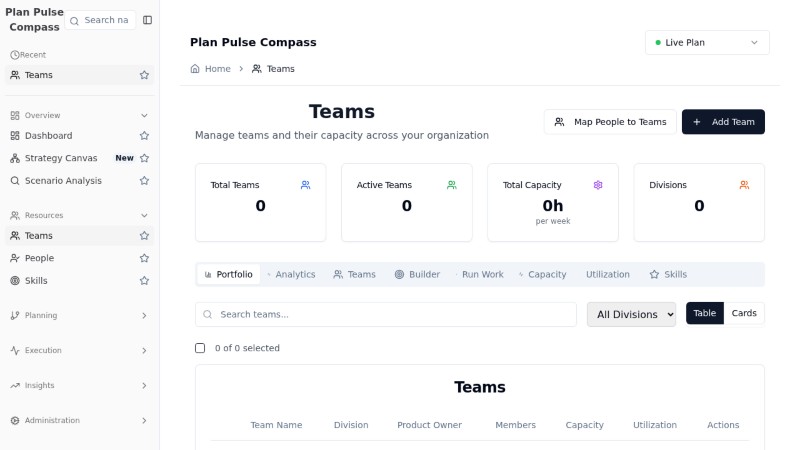 Plan Pulse
Compass
Search na
Recent
Teams
Overview
Dashboard
Strategy Canvas New
Scenario Analysis
Resources
Teams
People
Skills
Planning
Execution
Insights
Administration
Plan Pulse Compass
Live Plan
Home > Teams
Teams
Manage teams and their capacity across your organization
Map People to Teams
+ Add Team
Total Teams
0
Active Teams
0
Total Capacity
0h
per week
Divisions
0
Portfolio Analytics Teams Builder Run Work Capacity Utilization Skills
Search teams...
All Divisions
Table Cards
0 of 0 selected
Teams
Team Name Division Product Owner Members Capacity Utilization Actions